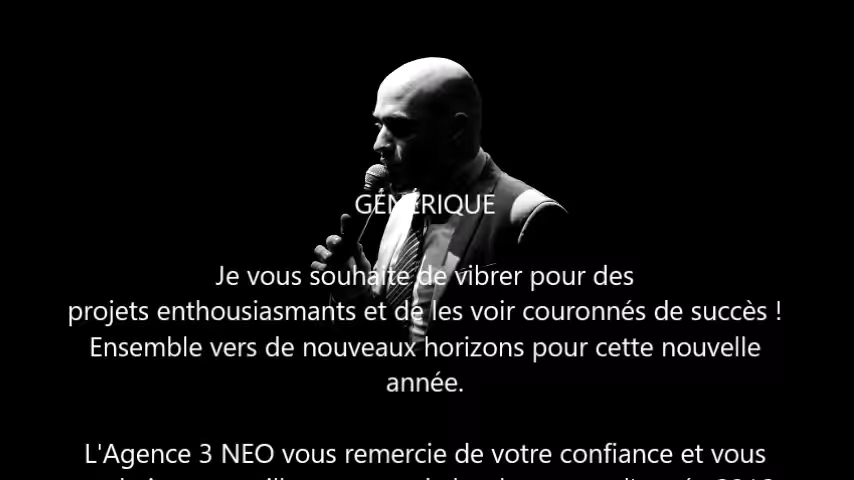 GÉNÉRIQUE
Je vous souhaite de vibrer pour des
projets enthousiasmants et de les voir couronnés de succès !
Ensemble vers de nouveaux horizons pour cette nouvelle
année.
L'Agence 3 NEO vous remercie de votre confiance et vous